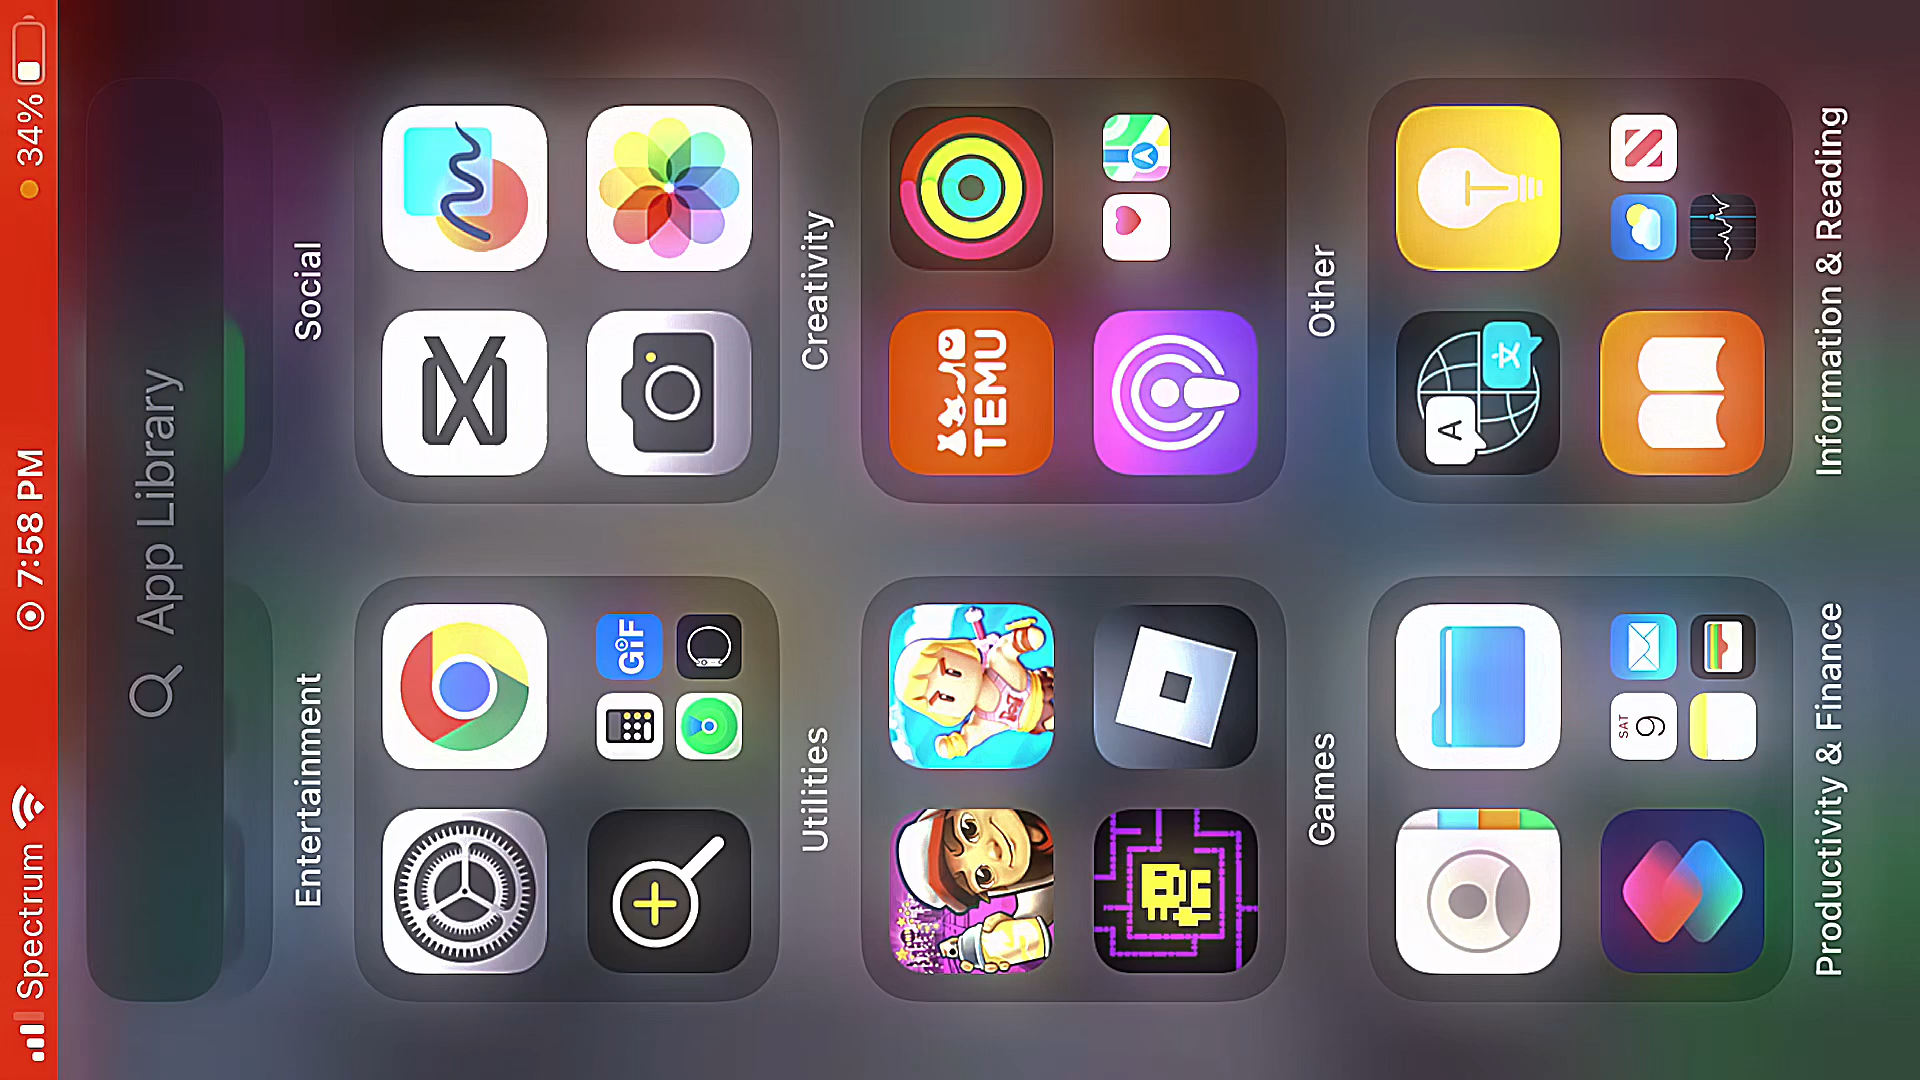 Spectrum 7:58 PM 34%
App Library
Entertainment Social
GIF
Utilities Creativity
TEMU
Games Other
A 文
SAT
9
Productivity & Finance Information & Reading